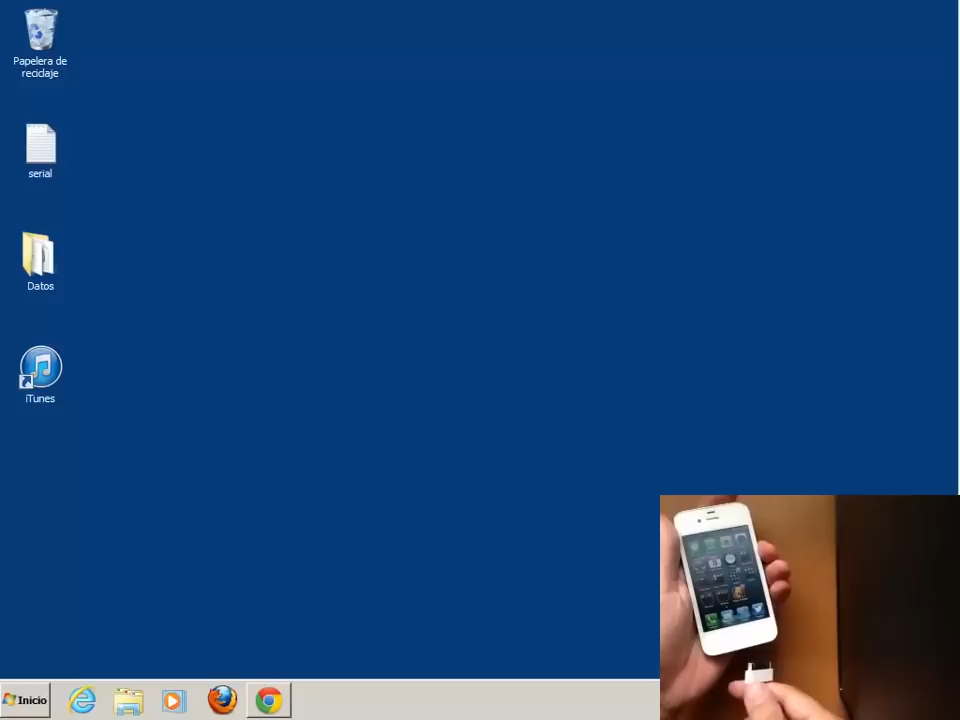 Papelera de
reciclaje
serial
Datos
iTunes
Inicio